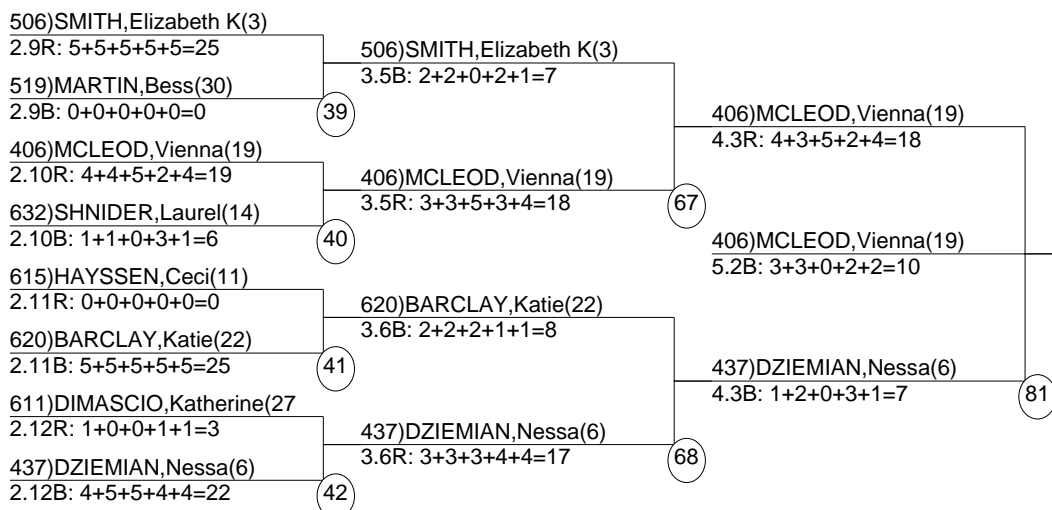 506)SMITH,Elizabeth K(3)
2.9R: 5+5+5+5+5=25
519)MARTIN,Bess(30)
2.9B: 0+0+0+0+0=0
39
406)MCLEOD,Vienna(19)
2.10R: 4+4+5+2+4=19
632)SHNIDER,Laurel(14)
2.10B: 1+1+0+3+1=6
40
615)HAYSSEN,Ceci(11)
2.11R: 0+0+0+0+0=0
620)BARCLAY,Katie(22)
2.11B: 5+5+5+5+5=25
41
611)DIMASCIO,Katherine(27
2.12R: 1+0+0+1+1=3
437)DZIEMIAN,Nessa(6)
2.12B: 4+5+5+4+4=22
42
506)SMITH,Elizabeth K(3)
3.5B: 2+2+0+2+1=7
406)MCLEOD,Vienna(19)
3.5R: 3+3+5+3+4=18
67
620)BARCLAY,Katie(22)
3.6B: 2+2+2+1+1=8
437)DZIEMIAN,Nessa(6)
3.6R: 3+3+3+4+4=17
68
406)MCLEOD,Vienna(19)
4.3R: 4+3+5+2+4=18
406)MCLEOD,Vienna(19)
5.2B: 3+3+0+2+2=10
437)DZIEMIAN,Nessa(6)
4.3B: 1+2+0+3+1=7
81